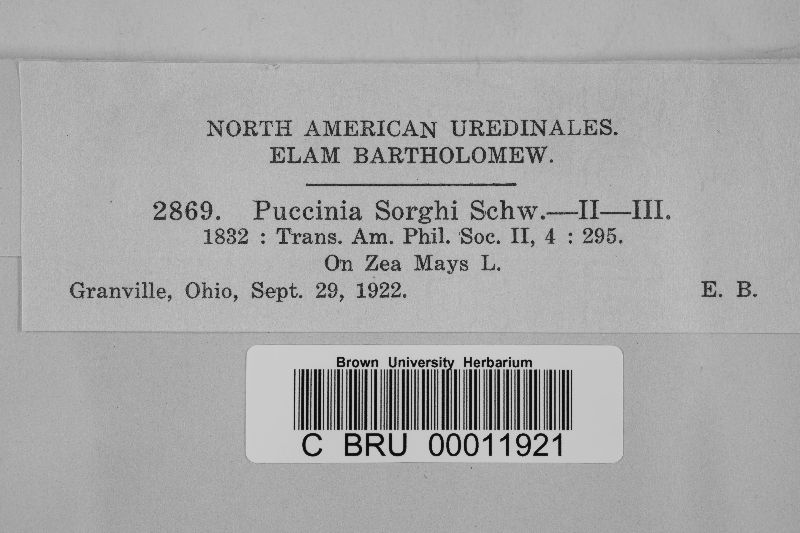 NORTH AMERICAN UREDINALES.
ELAM BARTHOLOMEW.
2869. Puccinia Sorghi Schw.—II—III.
1832 : Trans. Am. Phil. Soc. II, 4 : 295.
On Zea Mays L.
Granville, Ohio, Sept. 29, 1922. E. B.
Brown University Herbarium
C BRU 00011921